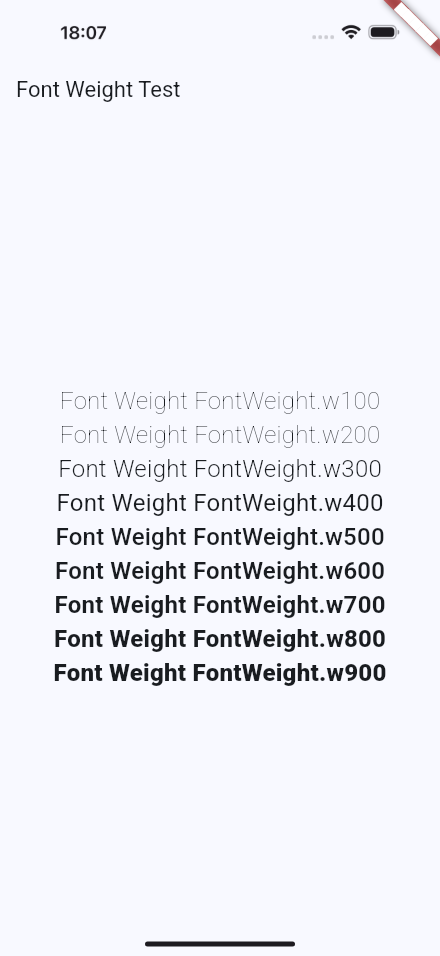 18:07
Font Weight Test
Font Weight FontWeight.w100
Font Weight FontWeight.w200
Font Weight FontWeight.w300
Font Weight FontWeight.w400
Font Weight FontWeight.w500
Font Weight FontWeight.w600
Font Weight FontWeight.w700
Font Weight FontWeight.w800
Font Weight FontWeight.w900